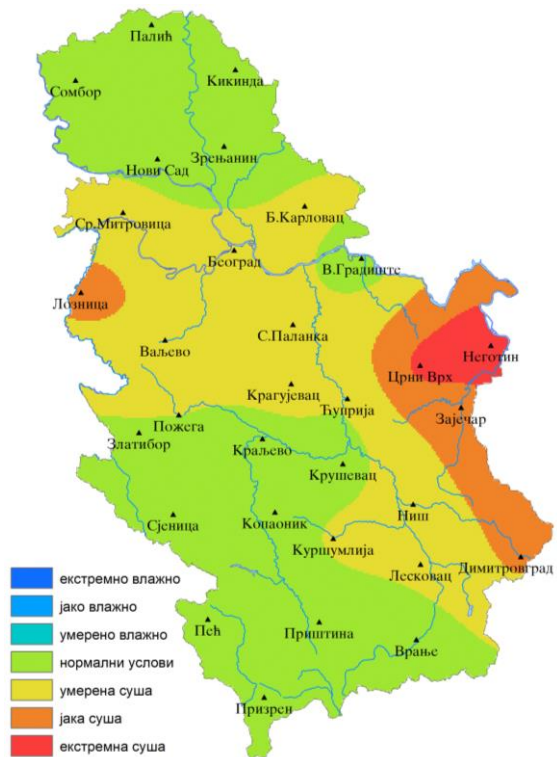 Палић
Кикинда
Сомбор
Зрењанин
Нови Сад
Ср.Митровица
Б.Карловац
Београд
В.Градиште
Лозница
С.Паланка
Ваљево
Неготин
Црни Врх
Крагујевац
Ћуприја
Зајечар
Пожега
Златибор
Краљево
Крушевац
Ниш
Сјеница
Копаоник
Куршумлија
Лесковац
Димитровград
Пећ
Приштина
Врање
Призрен
екстремно влажно
јако влажно
умерено влажно
нормални услови
умерена суша
јака суша
екстремна суша